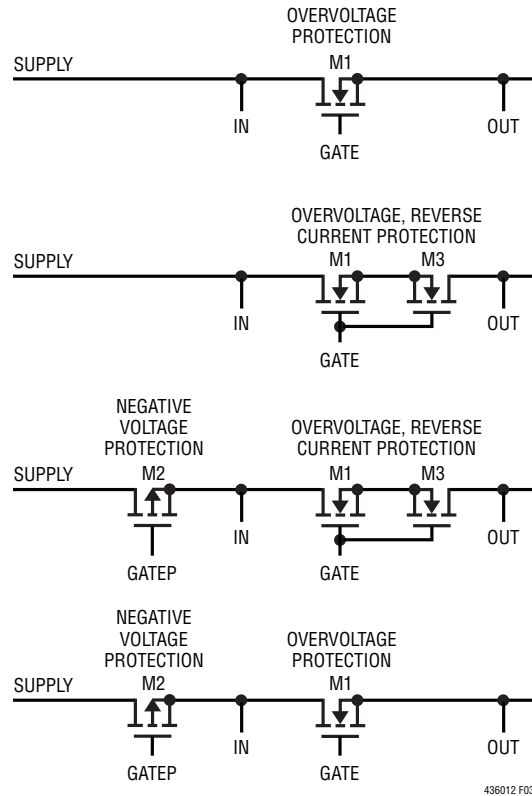 OVERVOLTAGE
PROTECTION
SUPPLY
M1
IN
OUT
GATE
OVERVOLTAGE, REVERSE
CURRENT PROTECTION
SUPPLY
M1
M3
IN
OUT
GATE
NEGATIVE
VOLTAGE
PROTECTION
OVERVOLTAGE, REVERSE
CURRENT PROTECTION
SUPPLY
M2
M1
M3
IN
OUT
GATEP
GATE
NEGATIVE
VOLTAGE
PROTECTION
OVERVOLTAGE
PROTECTION
SUPPLY
M2
M1
IN
OUT
GATEP
GATE
436012 F03